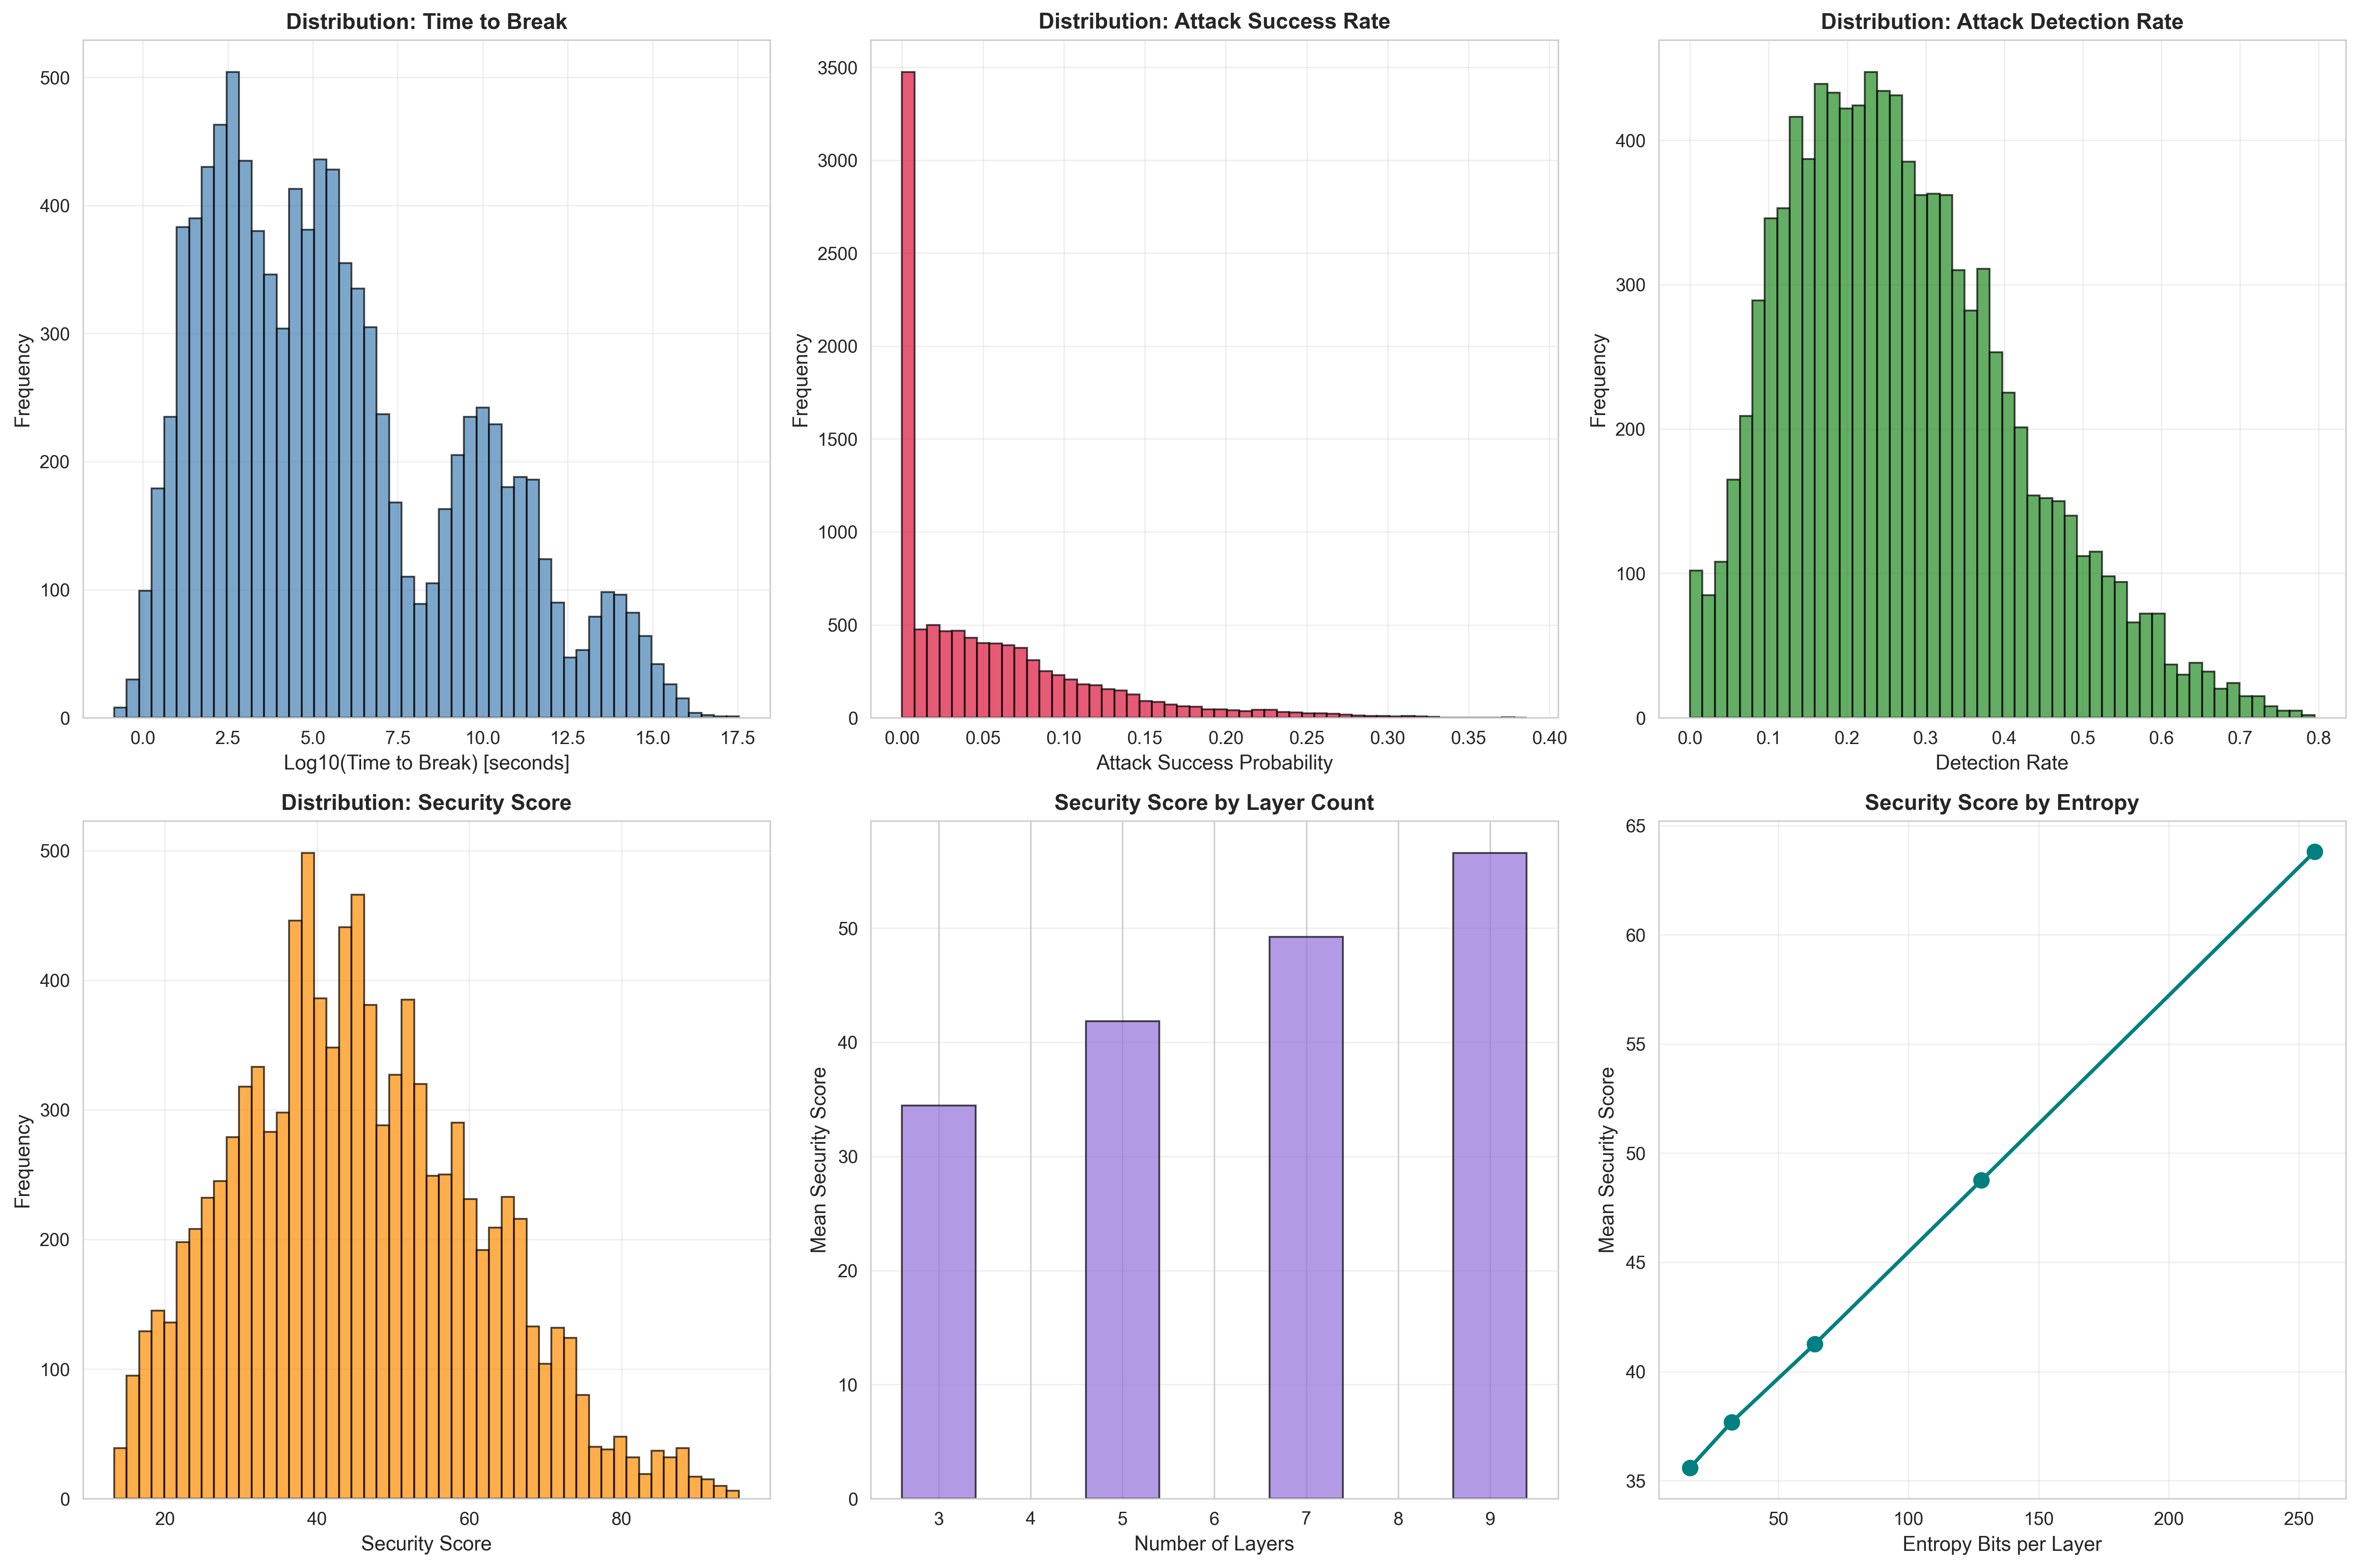 Distribution: Time to Break
Frequency
500
400
300
200
100
0
0.0 2.5 5.0 7.5 10.0 12.5 15.0 17.5
Log10(Time to Break) [seconds]
Distribution: Attack Success Rate
Frequency
3500
3000
2500
2000
1500
1000
500
0
0.00 0.05 0.10 0.15 0.20 0.25 0.30 0.35 0.40
Attack Success Probability
Distribution: Attack Detection Rate
Frequency
400
300
200
100
0
0.0 0.1 0.2 0.3 0.4 0.5 0.6 0.7 0.8
Detection Rate
Distribution: Security Score
Frequency
500
400
300
200
100
0
20 40 60 80
Security Score
Security Score by Layer Count
Mean Security Score
50
40
30
20
10
0
3 4 5 6 7 8 9
Number of Layers
Security Score by Entropy
Mean Security Score
65
60
55
50
45
40
35
50 100 150 200 250
Entropy Bits per Layer